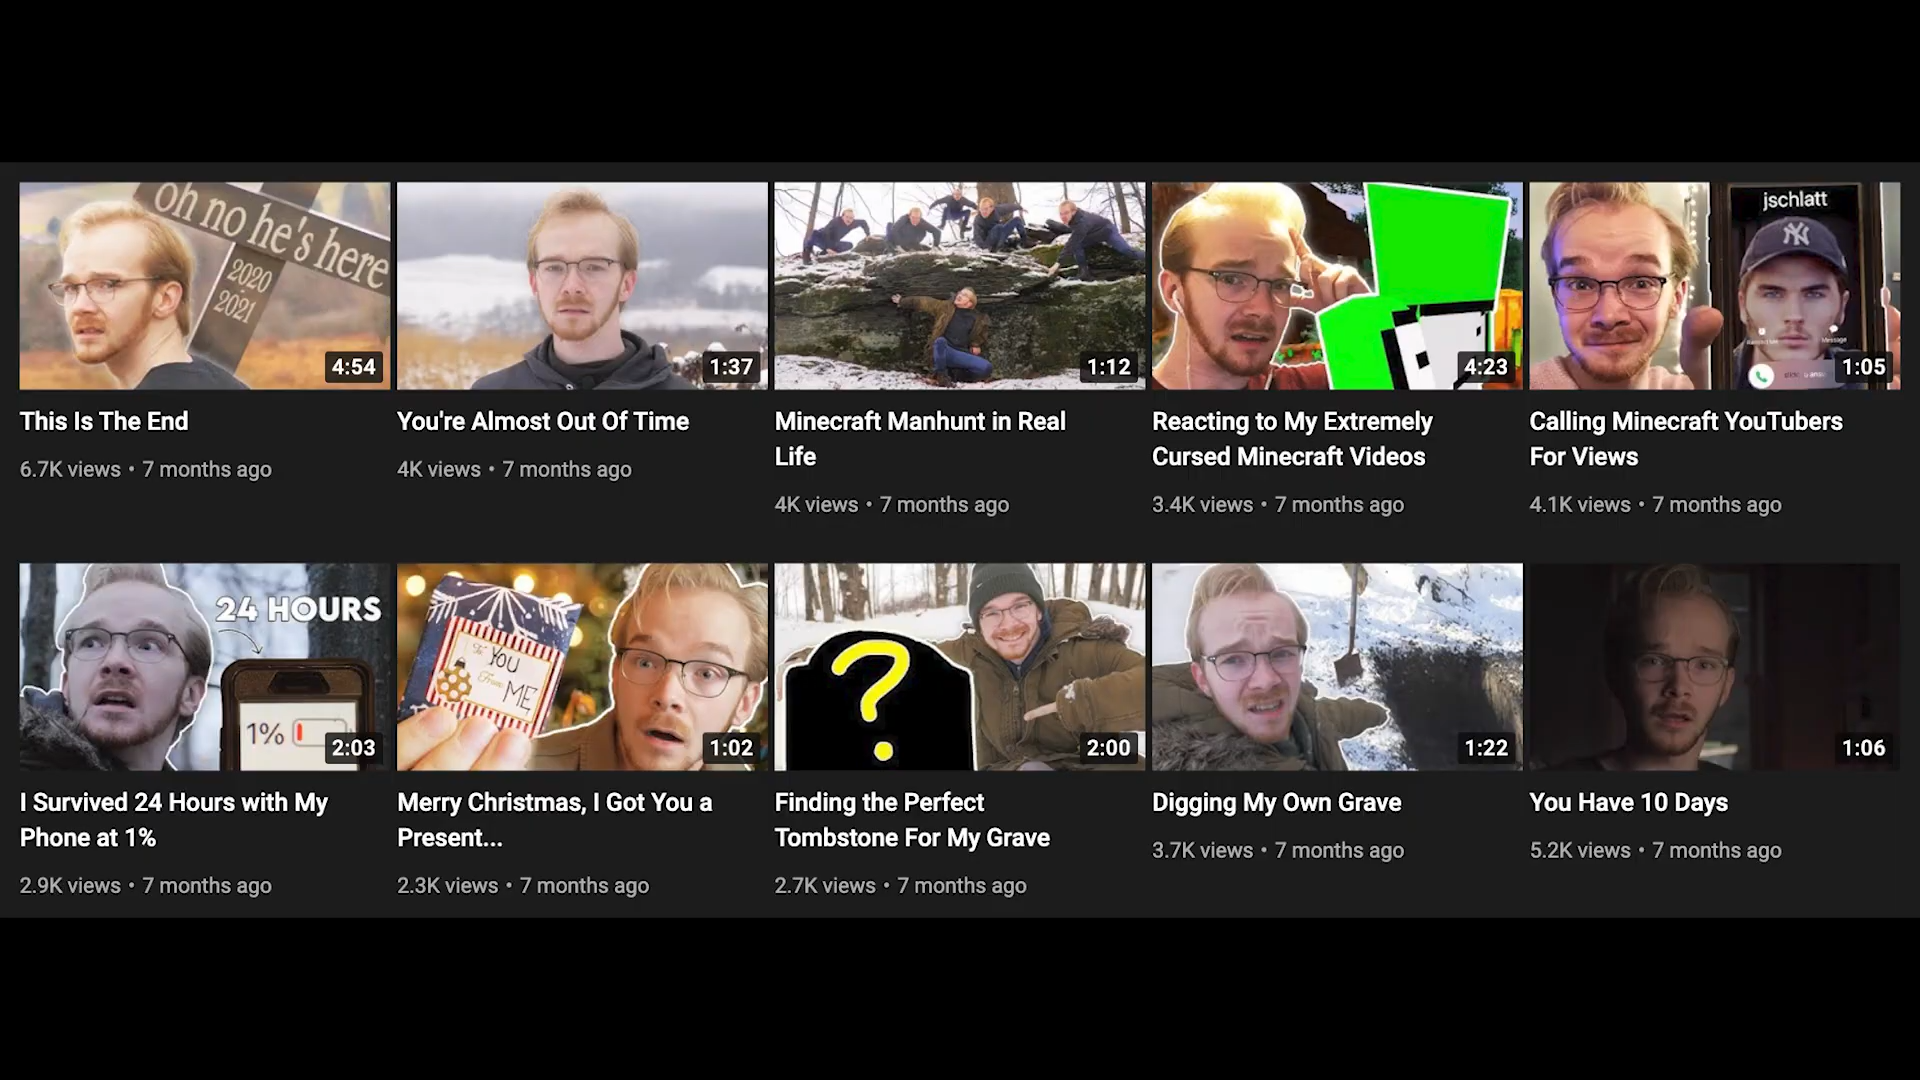 oh no he's here
2020
2021
4:54
1:37
1:12
4:23
jschlatt
Message
1:05
This Is The End
6.7K views • 7 months ago
You're Almost Out Of Time
4K views • 7 months ago
Minecraft Manhunt in Real
Life
4K views • 7 months ago
Reacting to My Extremely
Cursed Minecraft Videos
3.4K views • 7 months ago
Calling Minecraft YouTubers
For Views
4.1K views • 7 months ago
24 HOURS
1%
2:03
To YOU
From ME
1:02
?
2:00
1:22
1:06
I Survived 24 Hours with My
Phone at 1%
2.9K views • 7 months ago
Merry Christmas, I Got You a
Present...
2.3K views • 7 months ago
Finding the Perfect
Tombstone For My Grave
2.7K views • 7 months ago
Digging My Own Grave
3.7K views • 7 months ago
You Have 10 Days
5.2K views • 7 months ago